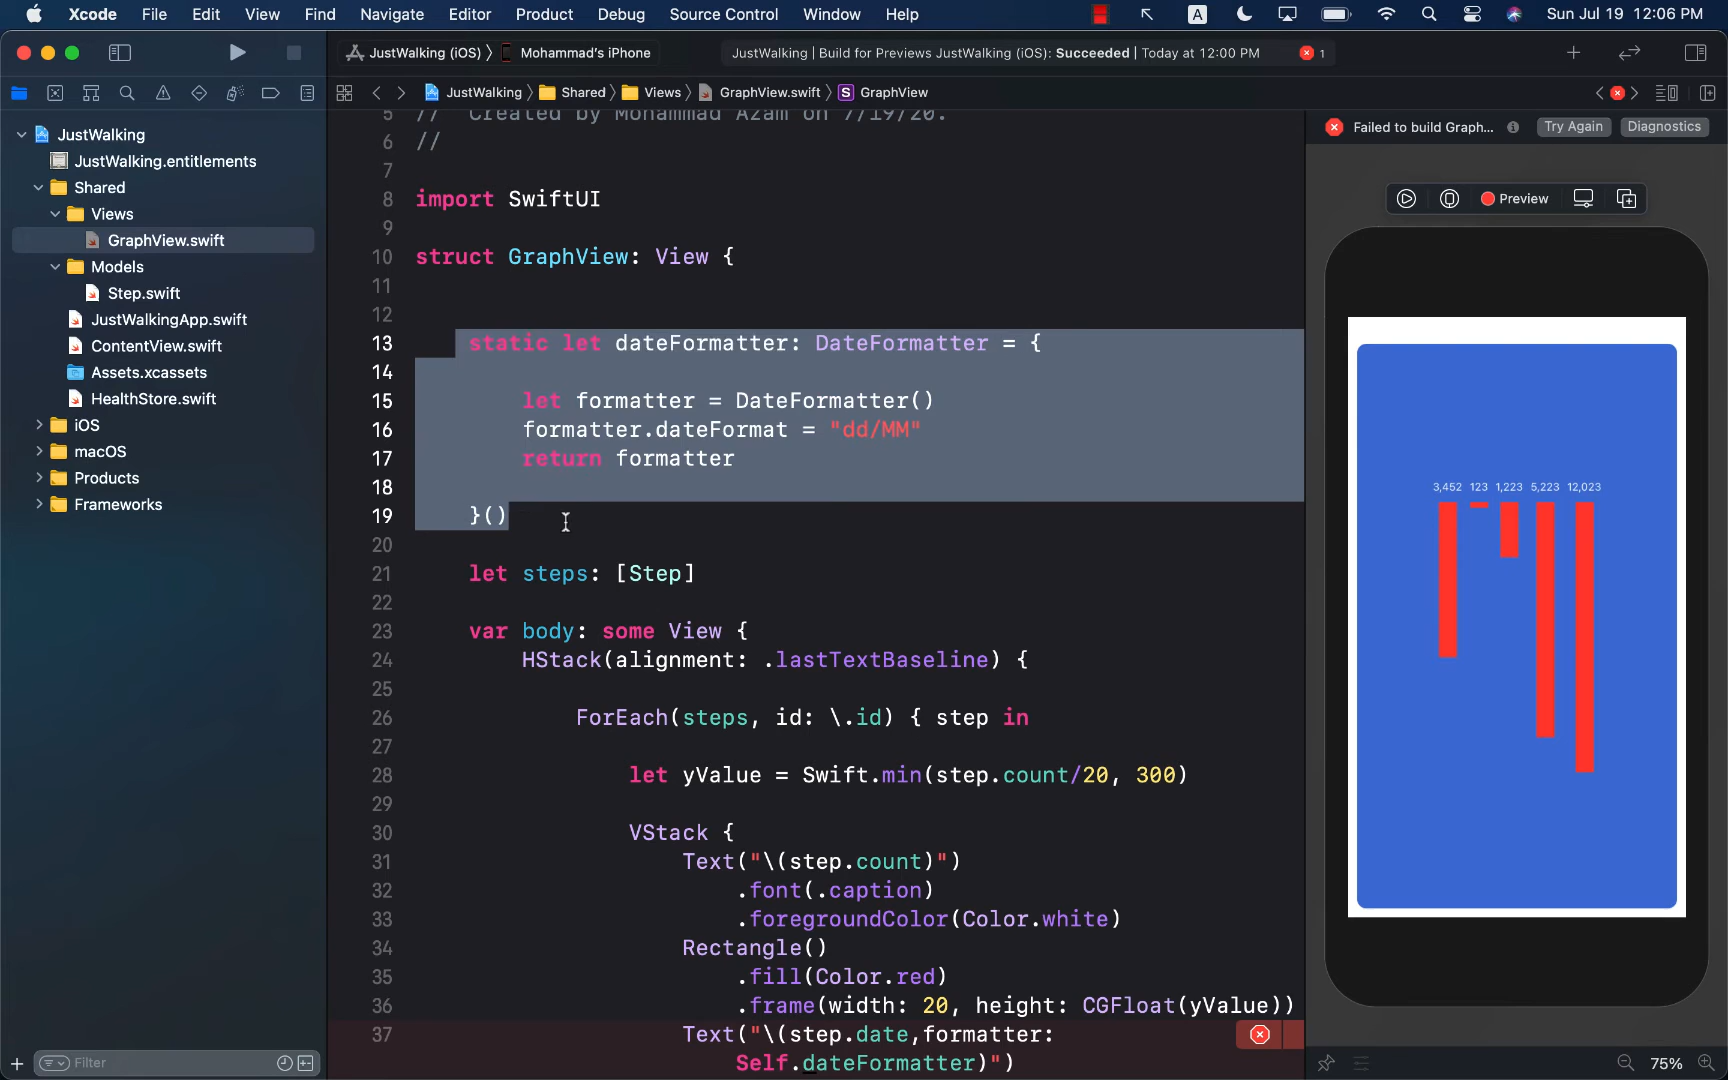 Xcode File Edit View Find Navigate Editor Product Debug Source Control Window Help A Sun Jul 19 12:06 PM
JustWalking (iOS) 〉 Mohammad's iPhone JustWalking | Build for Previews JustWalking (iOS): Succeeded | Today at 12:00 PM 1
JustWalking 〉 Shared 〉 Views 〉 GraphView.swift 〉 S GraphView
JustWalking
JustWalking.entitlements
Shared
Views
GraphView.swift
Models
Step.swift
JustWalkingApp.swift
ContentView.swift
Assets.xcassets
HealthStore.swift
iOS
macOS
Products
Frameworks
Filter
5 // Created by Mohammad Azam on 7/19/20.
6 //
7
8 import SwiftUI
9
10 struct GraphView: View {
11
12
13 static let dateFormatter: DateFormatter = {
14
15 let formatter = DateFormatter()
16 formatter.dateFormat = "dd/MM"
17 return formatter
18
19 }()
20
21 let steps: [Step]
22
23 var body: some View {
24 HStack(alignment: .lastTextBaseline) {
25
26 ForEach(steps, id: \.id) { step in
27
28 let yValue = Swift.min(step.count/20, 300)
29
30 VStack {
31 Text("\(step.count)")
32 .font(.caption)
33 .foregroundColor(Color.white)
34 Rectangle()
35 .fill(Color.red)
36 .frame(width: 20, height: CGFloat(yValue))
37 Text("\(step.date,formatter:
Self.dateFormatter)")
Failed to build Graph... Try Again Diagnostics
Preview
3,452 123 1,223 5,223 12,023
75%